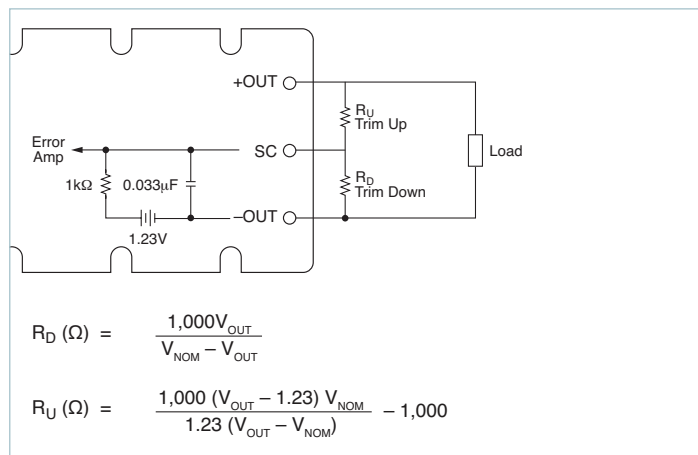 +OUT
R_U
Trim Up
Error
Amp
SC
Load
R_D
Trim Down
1kΩ
0.033μF
–OUT
1.23V
R_D (Ω) = 1,000V_OUT / V_NOM – V_OUT
R_U (Ω) = 1,000 (V_OUT – 1.23) V_NOM / 1.23 (V_OUT – V_NOM) – 1,000